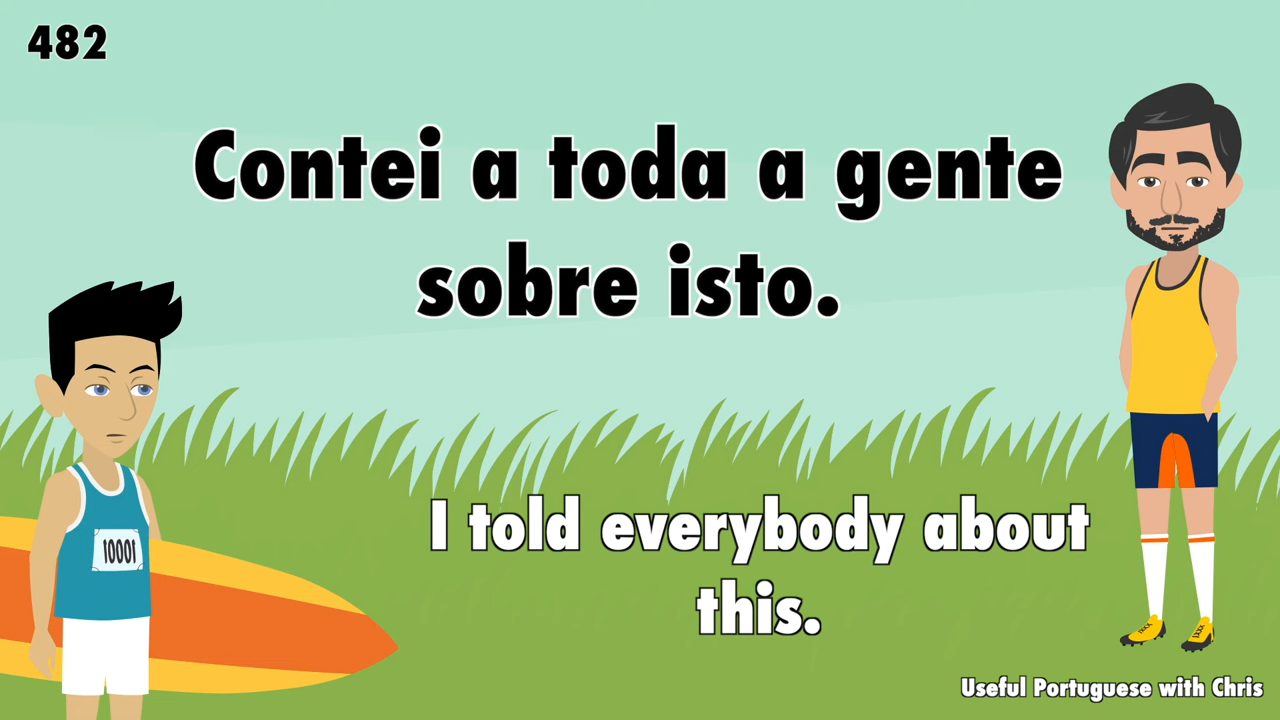 482
Contei a toda a gente
sobre isto.
I told everybody about
this.
10001
Useful Portuguese with Chris